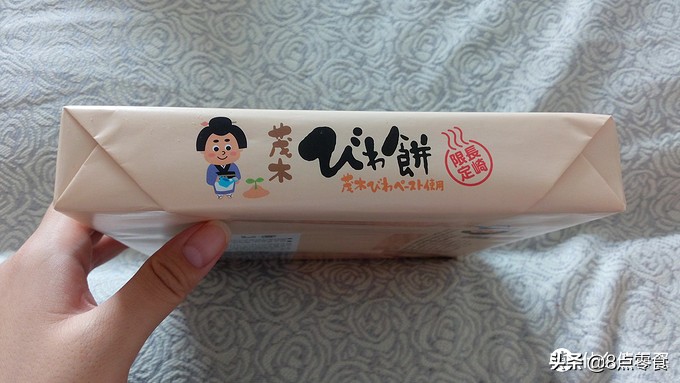 茂木
びわ餅
茂木びわペースト使用
長崎
限定
头条 @8点零食